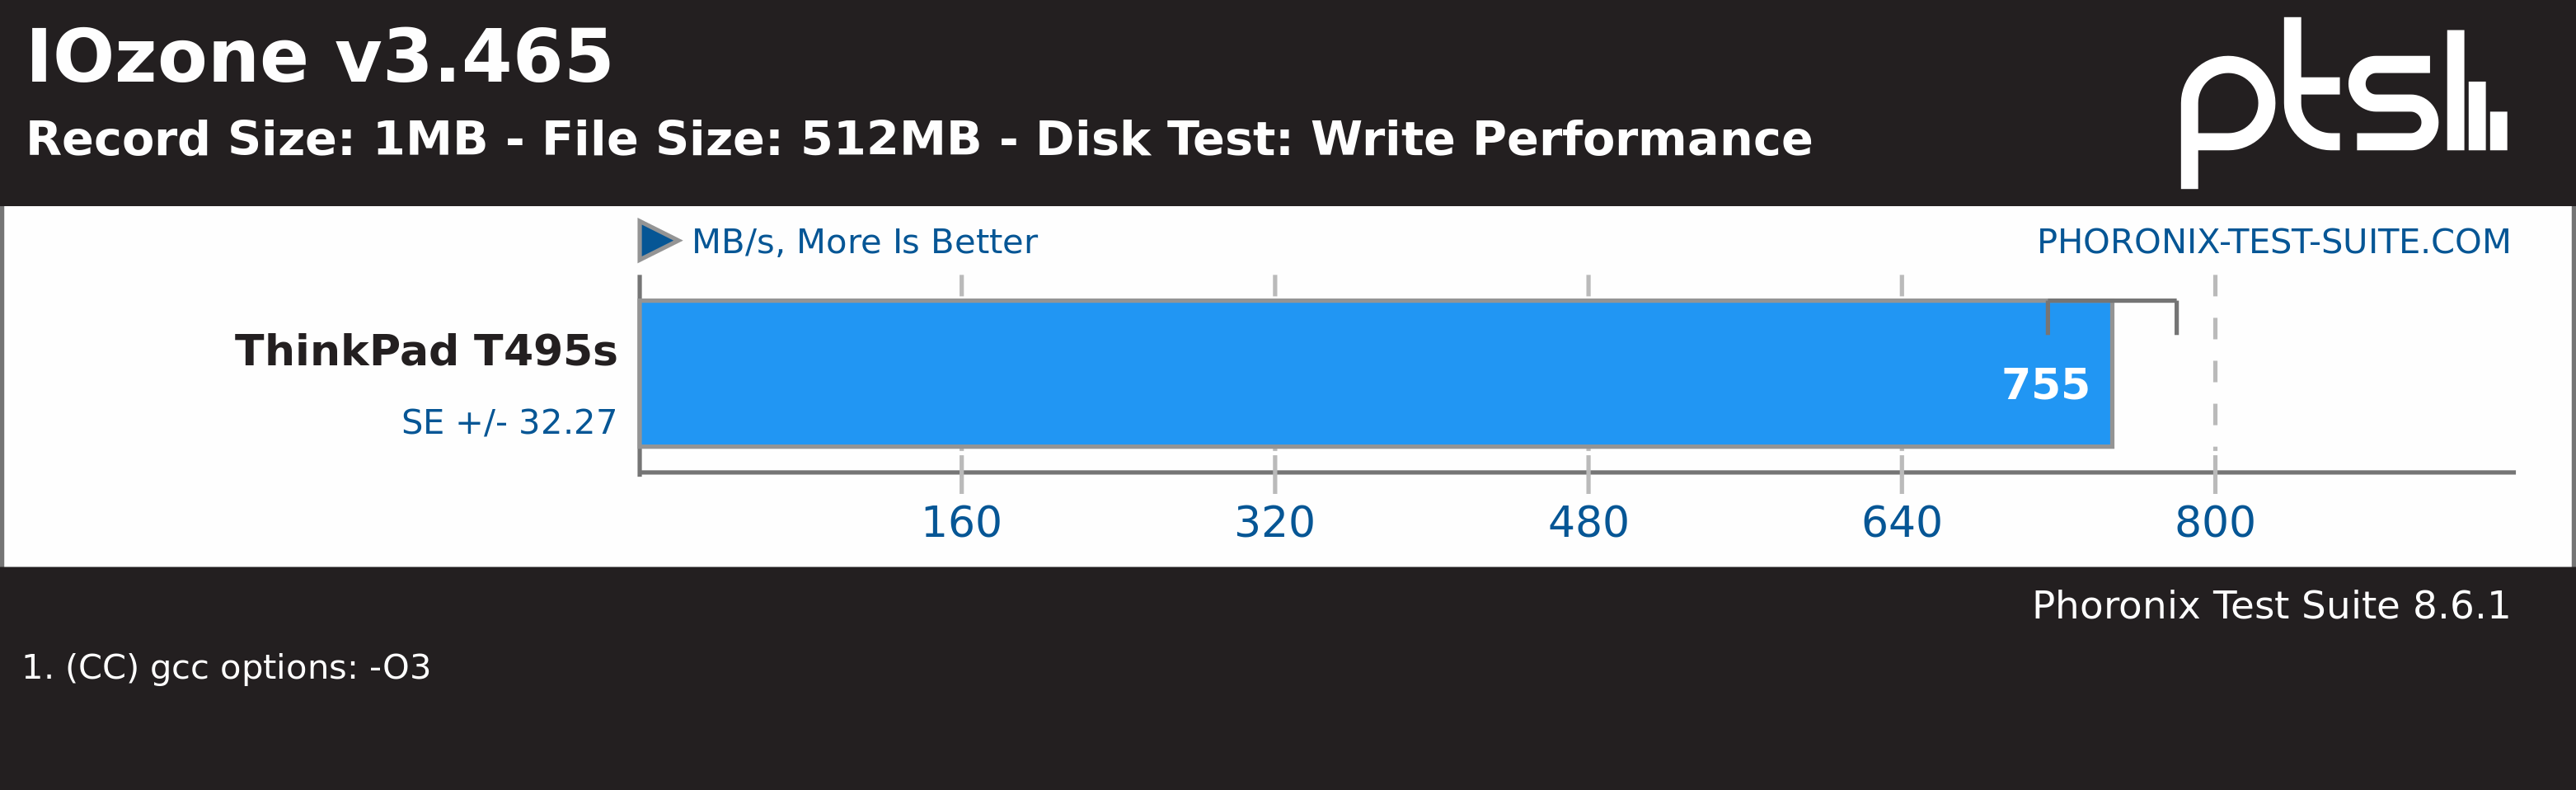 IOzone v3.465
Record Size: 1MB - File Size: 512MB - Disk Test: Write Performance
pts
MB/s, More Is Better
PHORONIX-TEST-SUITE.COM
ThinkPad T495s
SE +/- 32.27
755
160 320 480 640 800
Phoronix Test Suite 8.6.1
1. (CC) gcc options: -O3